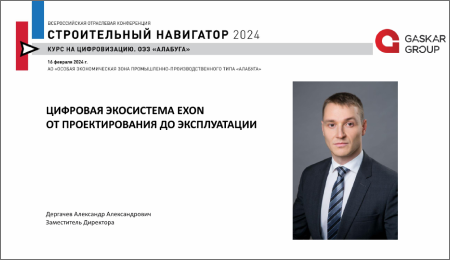 ВСЕРОССИЙСКАЯ ОТРАСЛЕВАЯ КОНФЕРЕНЦИЯ
СТРОИТЕЛЬНЫЙ НАВИГАТОР 2024
КУРС НА ЦИФРОВИЗАЦИЮ. ОЭЗ «АЛАБУГА»
16 февраля 2024 г.
АО «ОСОБАЯ ЭКОНОМИЧЕСКАЯ ЗОНА ПРОМЫШЛЕННО-ПРОИЗВОДСТВЕННОГО ТИПА «АЛАБУГА»
GASKAR
GROUP
ЦИФРОВАЯ ЭКОСИСТЕМА EXON
ОТ ПРОЕКТИРОВАНИЯ ДО ЭКСПЛУАТАЦИИ
Дергачев Александр Александрович
Заместитель Директора